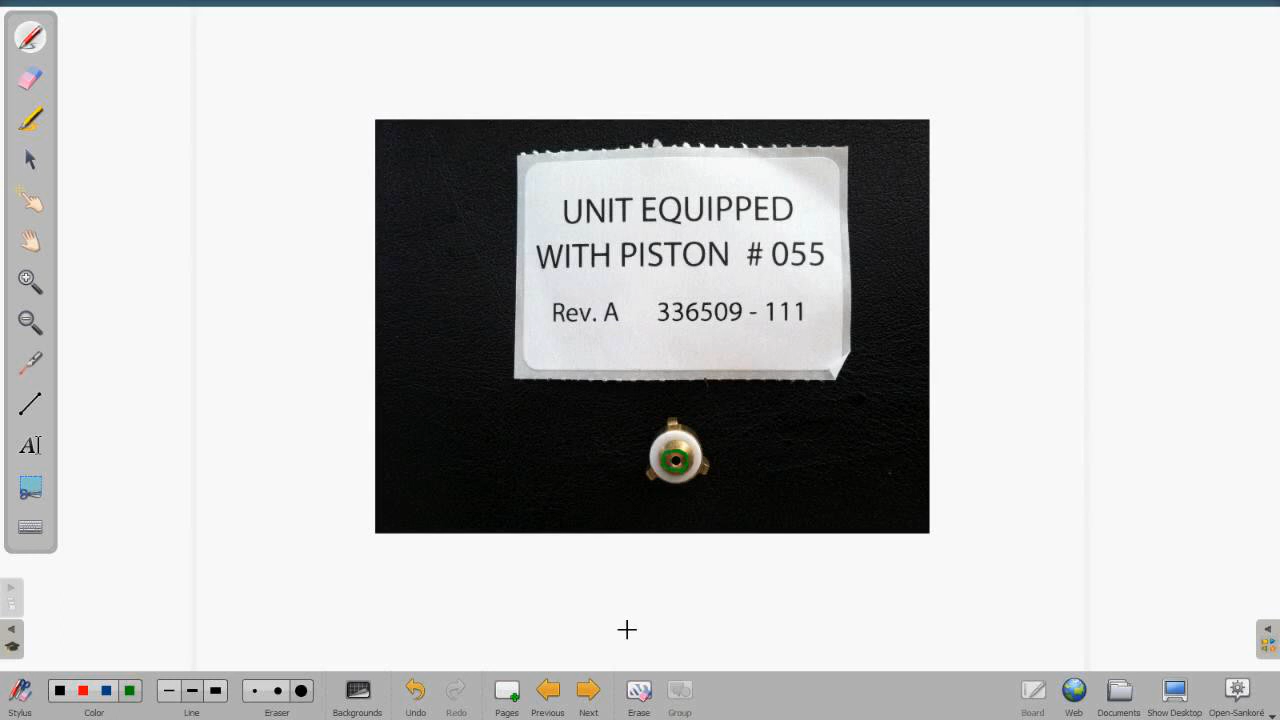 UNIT EQUIPPED
WITH PISTON # 055
Rev. A 336509 - 111
A
Stylus Color Line Eraser Backgrounds Undo Redo Pages Previous Next Erase Group Board Web Documents Show Desktop Open-Sankoré